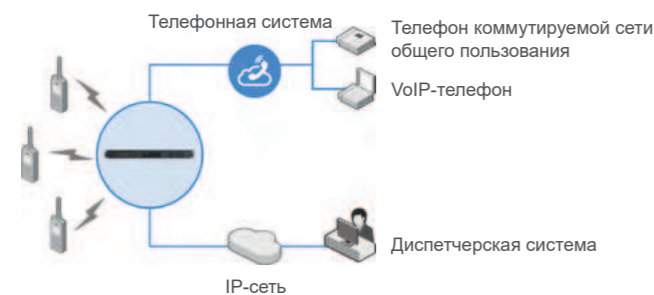 Телефонная система
Телефон коммутируемой сети
общего пользования
VoIP-телефон
Диспетчерская система
IP-сеть